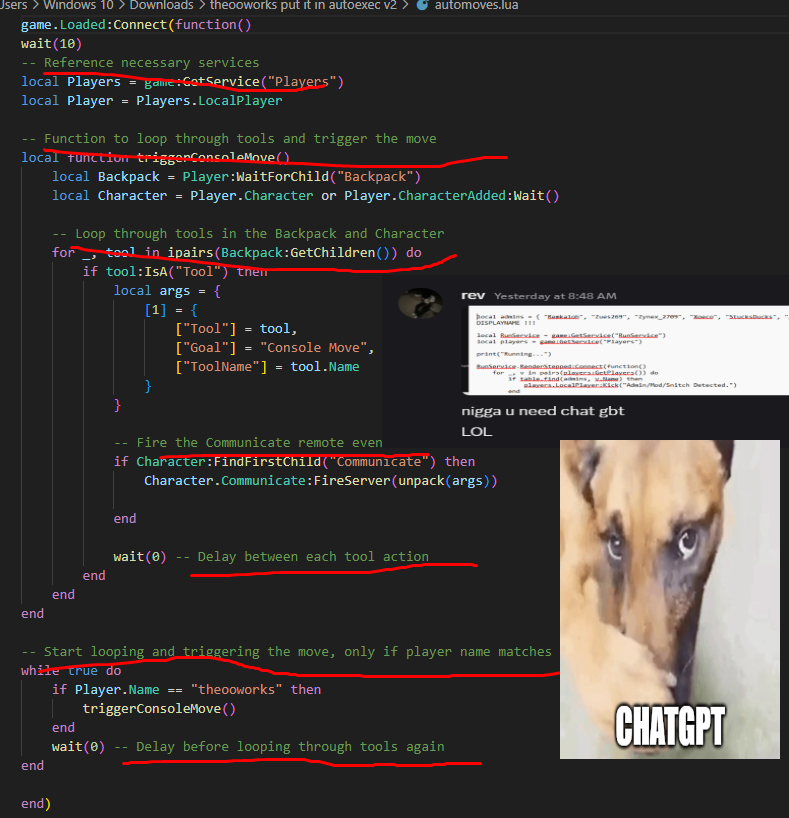 Users > Windows 10 > Downloads > theooworks put it in autoexec v2 > automoves.lua
game.Loaded:Connect(function()
wait(10)
-- Reference necessary services
local Players = game:GetService("Players")
local Player = Players.LocalPlayer
-- Function to loop through tools and trigger the move
local function triggerConsoleMove()
local Backpack = Player:WaitForChild("Backpack")
local Character = Player.Character or Player.CharacterAdded:Wait()
-- Loop through tools in the Backpack and Character
for _, tool in ipairs(Backpack:GetChildren()) do
if tool:IsA("Tool") then
local args = {
[1] = {
["Tool"] = tool,
["Goal"] = "Console Move",
["ToolName"] = tool.Name
}
}
-- Fire the Communicate remote even
if Character:FindFirstChild("Communicate") then
Character.Communicate:FireServer(unpack(args))
end
wait(0) -- Delay between each tool action
end
end
end
-- Start looping and triggering the move, only if player name matches
while true do
if Player.Name == "theooworks" then
triggerConsoleMove()
end
wait(0) -- Delay before looping through tools again
end
end)
rev Yesterday at 8:48 AM
local admins = { "Ramkaioh", "Zues269", "Zynex_2709", "Xoeco", "StucksDucks",
DISPLAYNAME !!!
local RunService = game:GetService("RunService")
local players = game:GetService("Players")
print("Running...")
RunService.RenderStepped:Connect(function()
for _, v in pairs(players:GetPlayers()) do
if table.find(admins, v.Name) then
players.LocalPlayer:Kick("Admin/Mod/Snitch Detected.")
end
nigga u need chat gbt
LOL
CHATGPT